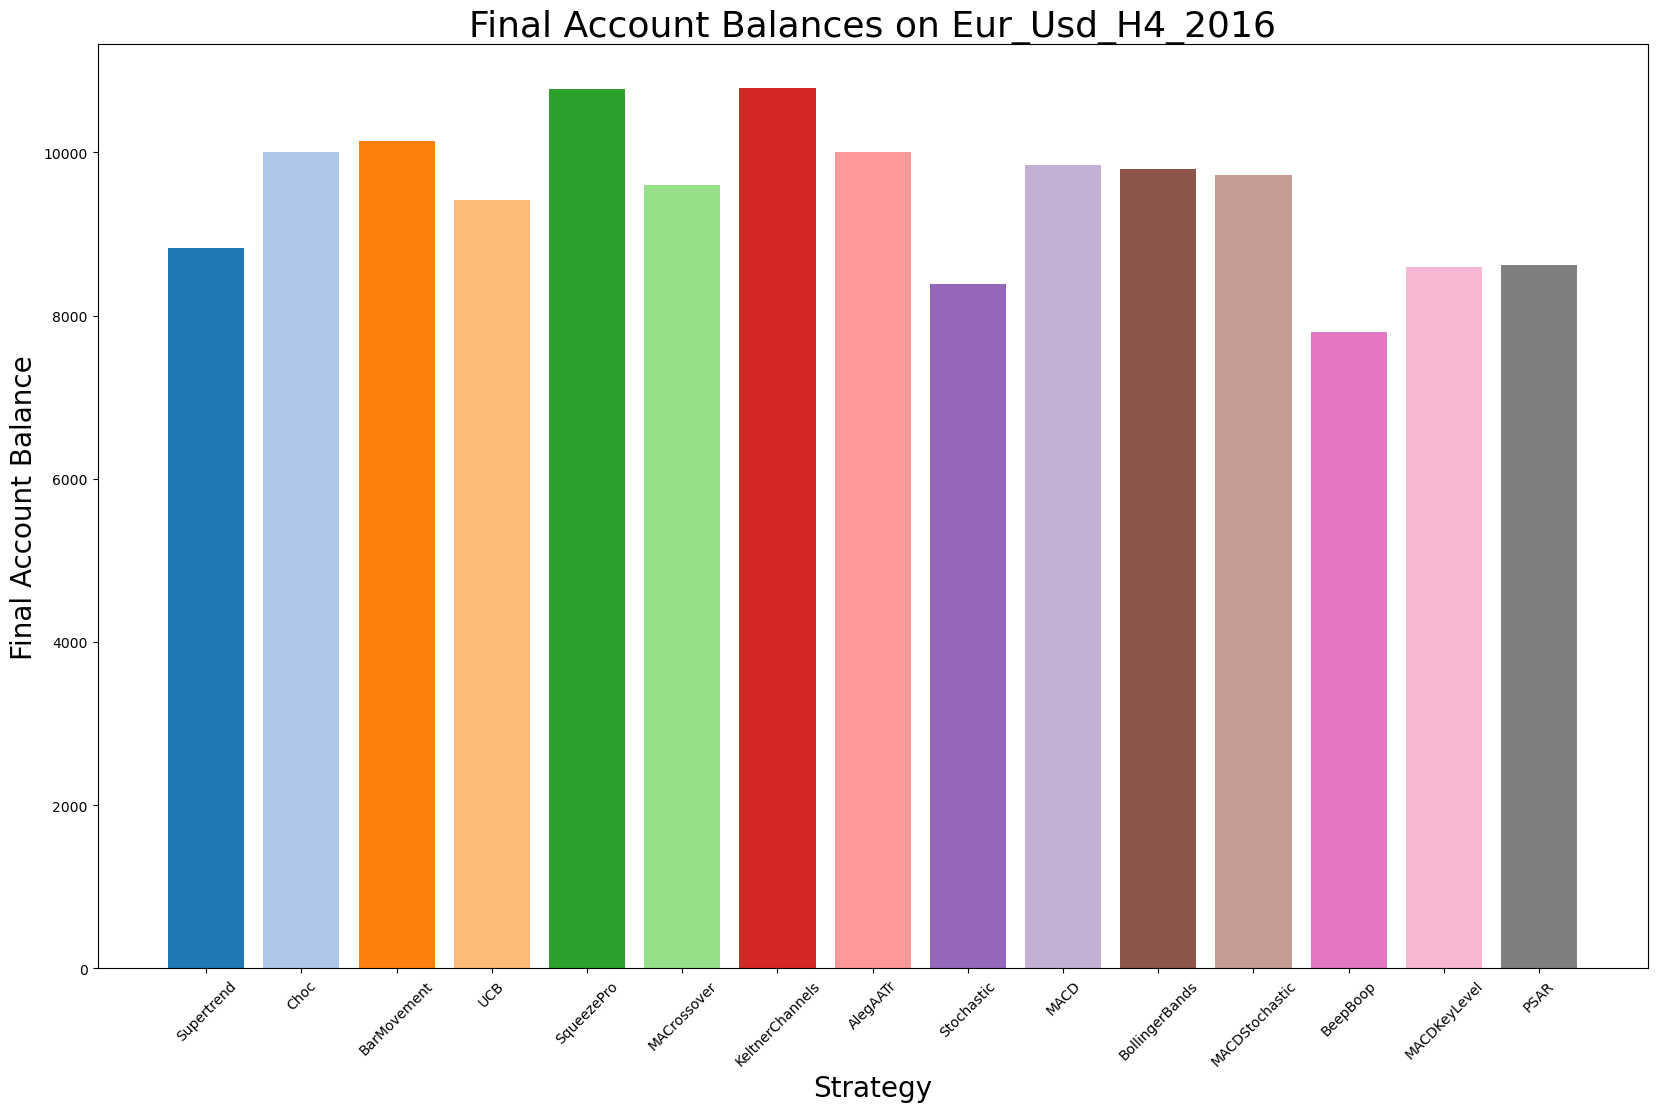 Final Account Balances on Eur_Usd_H4_2016
Final Account Balance
10000
8000
6000
4000
2000
0
Supertrend
Choc
BarMovement
UCB
SqueezePro
MACrossover
KeltnerChannels
AlegAATr
Stochastic
MACD
BollingerBands
MACDStochastic
BeepBoop
MACDKeyLevel
PSAR
Strategy